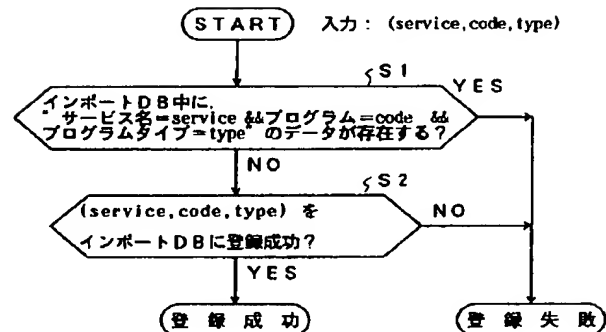 START
入力: (service,code,type)
S1
YES
インポートDB中に,
"サービス名=service &&プログラム=code &&
プログラムタイプ=type" のデータが存在する?
NO
S2
(service,code,type) を
インポートDBに登録成功?
NO
YES
登録成功
登録失敗